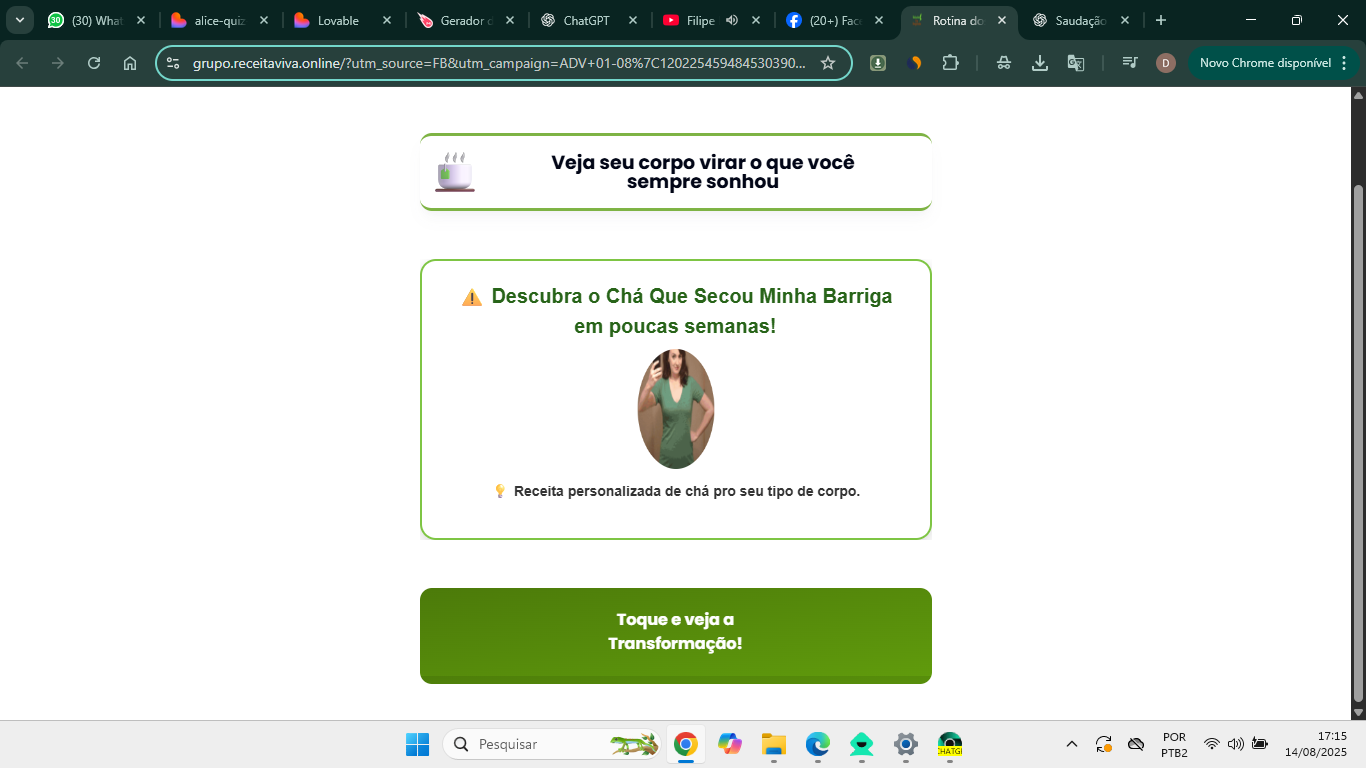 (30) What
alice-quiz
Lovable
Gerador d
ChatGPT
Filipe
(20+) Fac
Rotina do
Saudação
grupo.receitaviva.online/?utm_source=FB&utm_campaign=ADV+01-08%7C120225459484530390...
D
Novo Chrome disponível
Veja seu corpo virar o que você
sempre sonhou
Descubra o Chá Que Secou Minha Barriga
em poucas semanas!
Receita personalizada de chá pro seu tipo de corpo.
Toque e veja a
Transformação!
Pesquisar
CHATGP
POR
PTB2
17:15
14/08/2025